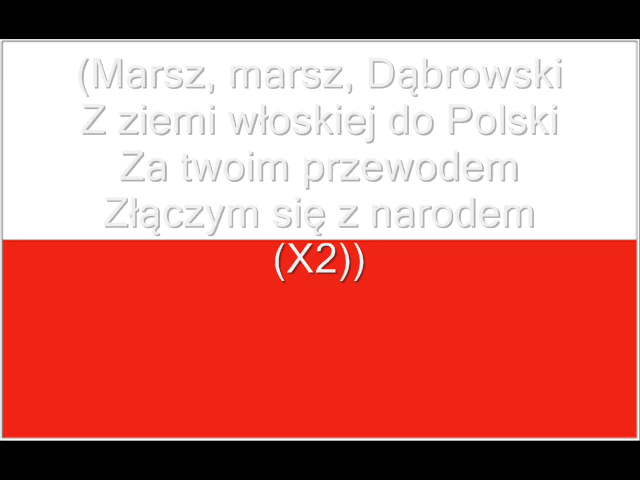 (Marsz, marsz, Dąbrowski
Z ziemi włoskiej do Polski
Za twoim przewodem
Złączym się z narodem
(X2))